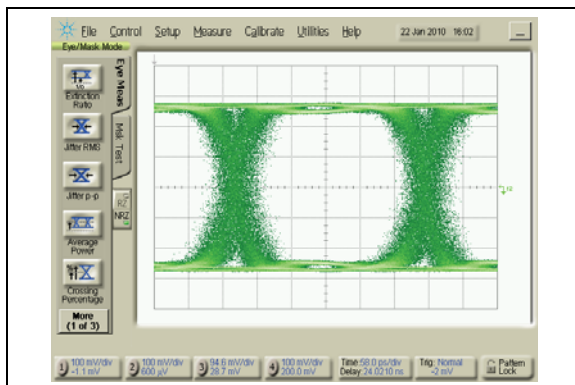 File Control Setup Measure Calibrate Utilities Help 22 Jan 2010 16:02
Eye/Mask Mode
Extinction
Ratio
Jitter RMS
Jitter p-p
Average
Power
Crossing
Percentage
More
(1 of 3)
Eye Meas
Msk Test
RZ
NRZ
1) 100 mV/div
-1.1 mV
2) 100 mV/div
600 µV
3) 94.6 mV/div
28.7 mV
4) 100 mV/div
200.0 mV
Time:58.0 ps/div
Delay:24.0210 ns
Trig: Normal
-2 mV
Pattern
Lock